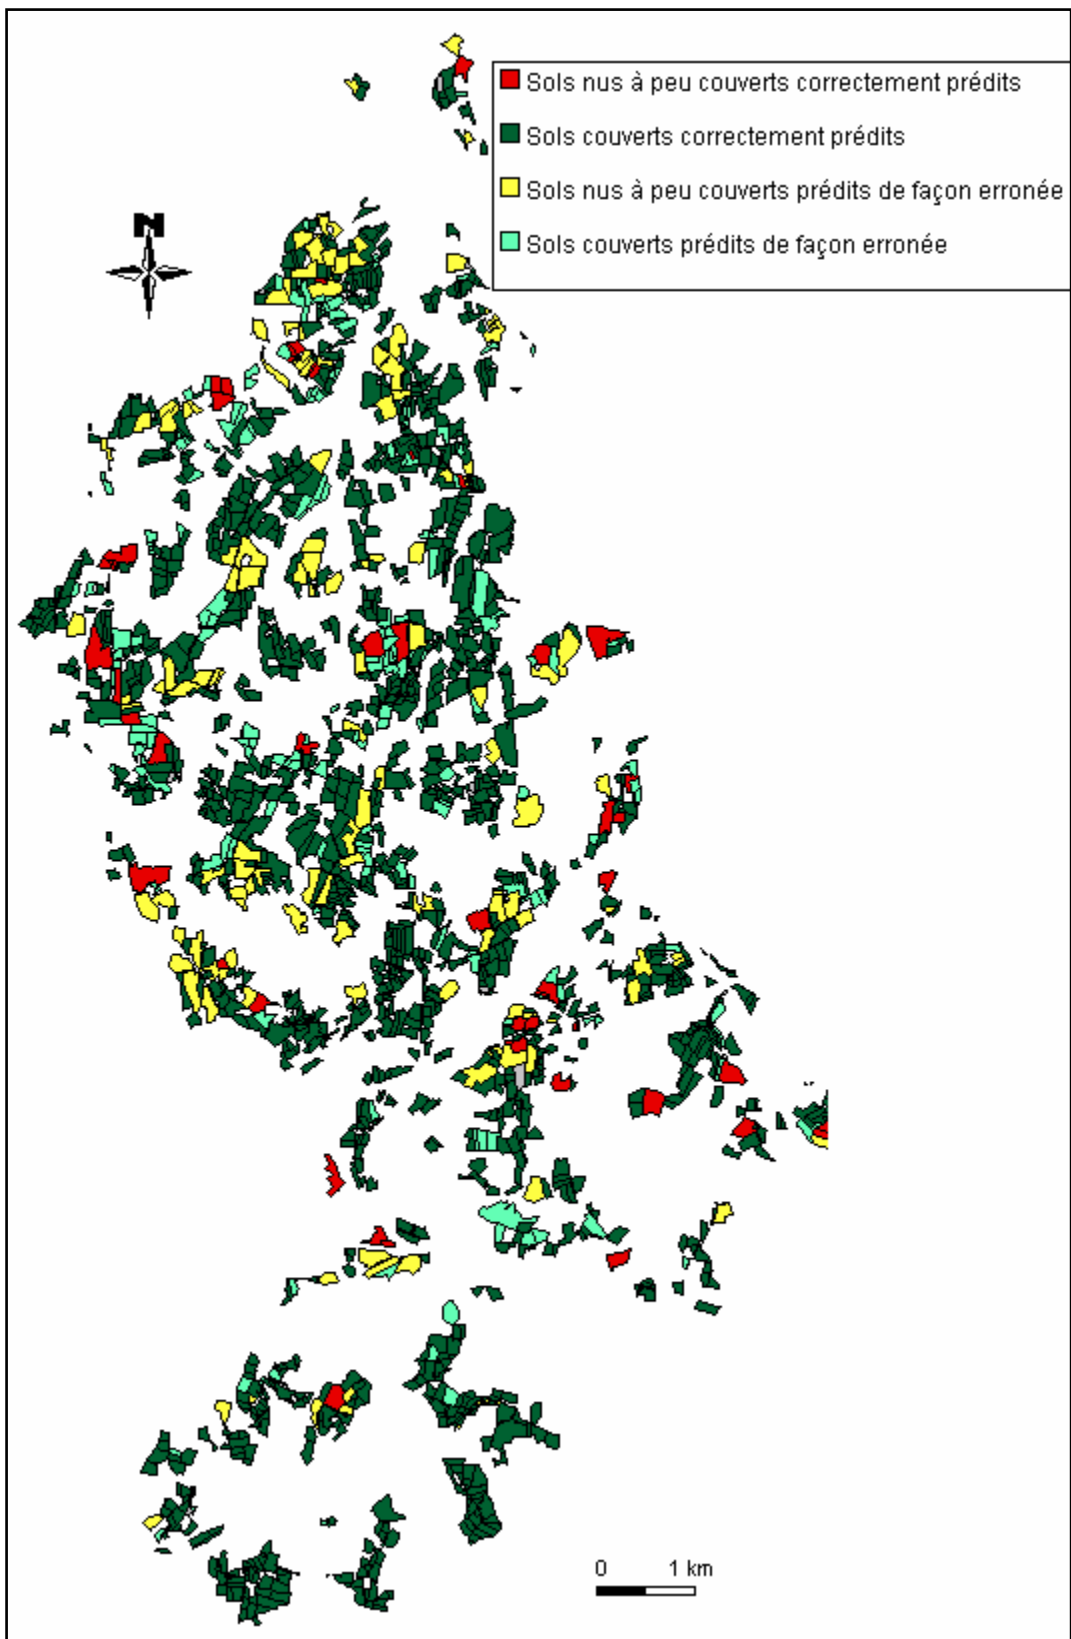 Sols nus à peu couverts correctement prédits
Sols couverts correctement prédits
Sols nus à peu couverts prédits de façon erronée
Sols couverts prédits de façon erronée
N
0 1 km